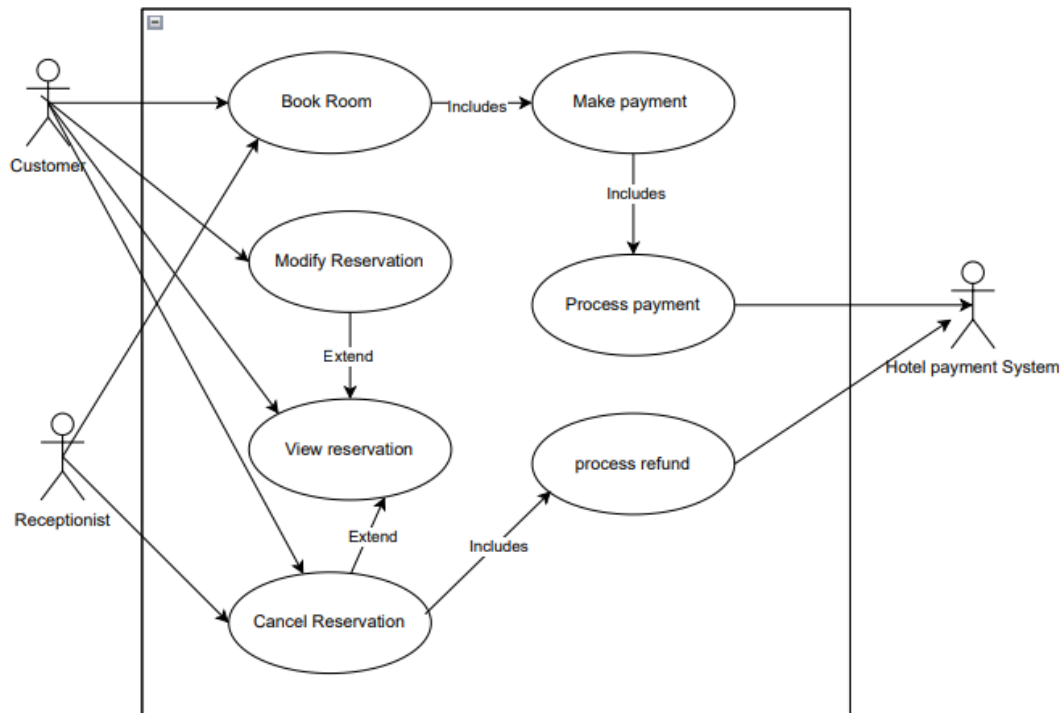 Book Room
Includes
Make payment
Customer
Includes
Modify Reservation
Process payment
Extend
Hotel payment System
View reservation
process refund
Receptionist
Extend
Includes
Cancel Reservation